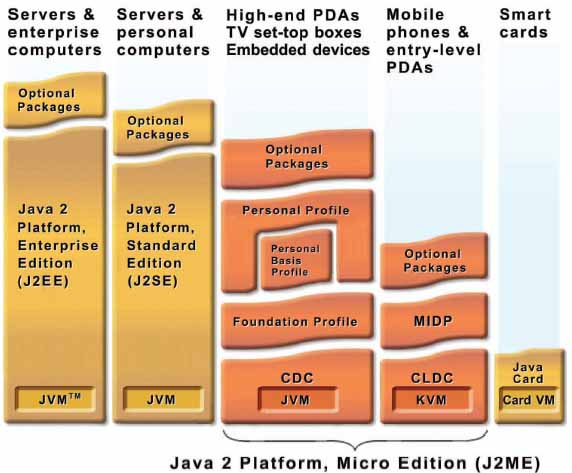 Servers &
enterprise
computers
Servers &
personal
computers
High-end PDAs
TV set-top boxes
Embedded devices
Mobile
phones &
entry-level
PDAs
Smart
cards
Optional
Packages
Java 2
Platform,
Enterprise
Edition
(J2EE)
JVM™
Optional
Packages
Java 2
Platform,
Standard
Edition
(J2SE)
JVM
Optional
Packages
Personal Profile
Personal
Basis
Profile
Foundation Profile
CDC
JVM
Optional
Packages
MIDP
CLDC
KVM
Java
Card
Card VM
Java 2 Platform, Micro Edition (J2ME)